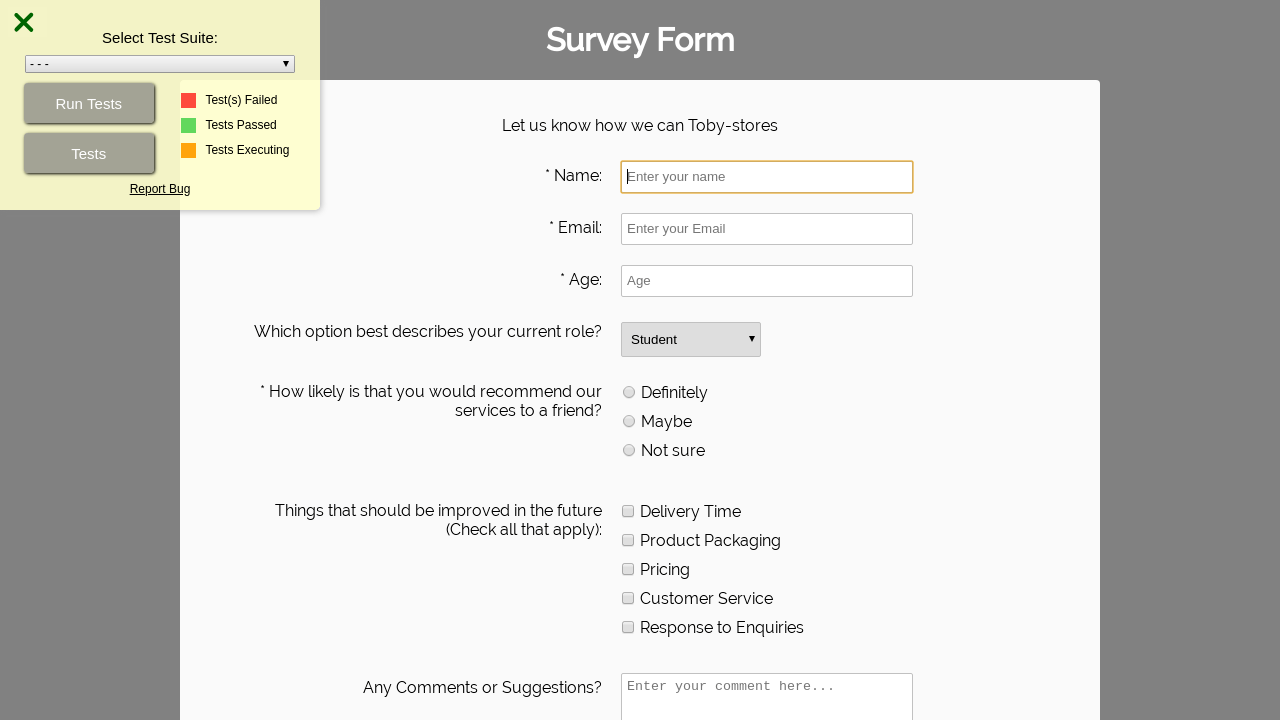 Select Test Suite:
- - -
Run Tests
Tests
Test(s) Failed
Tests Passed
Tests Executing
Report Bug
Survey Form
Let us know how we can Toby-stores
* Name:
Enter your name
* Email:
Enter your Email
* Age:
Age
Which option best describes your current role?
Student
* How likely is that you would recommend our
services to a friend?
Definitely
Maybe
Not sure
Things that should be improved in the future
(Check all that apply):
Delivery Time
Product Packaging
Pricing
Customer Service
Response to Enquiries
Any Comments or Suggestions?
Enter your comment here...